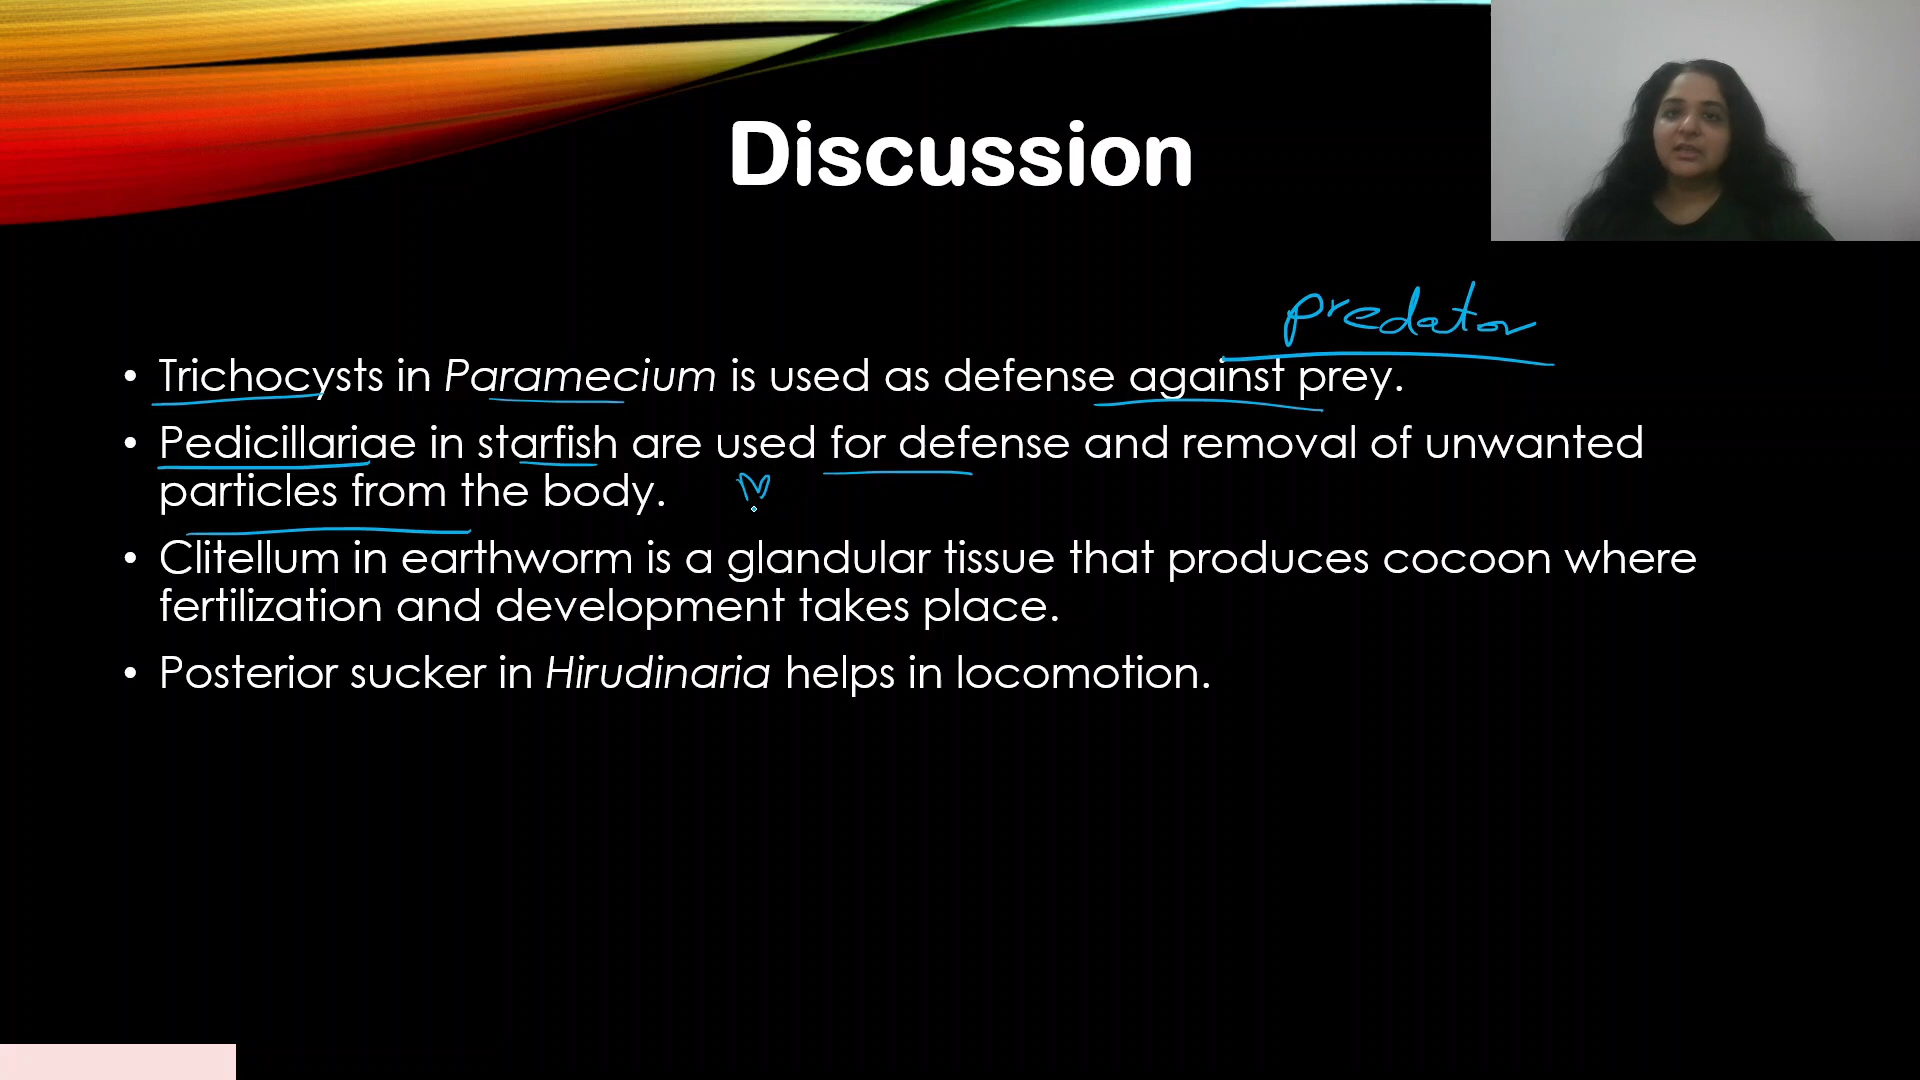 Discussion
predator
• Trichocysts in Paramecium is used as defense against prey.
• Pedicillariae in starfish are used for defense and removal of unwanted
particles from the body.
• Clitellum in earthworm is a glandular tissue that produces cocoon where
fertilization and development takes place.
• Posterior sucker in Hirudinaria helps in locomotion.